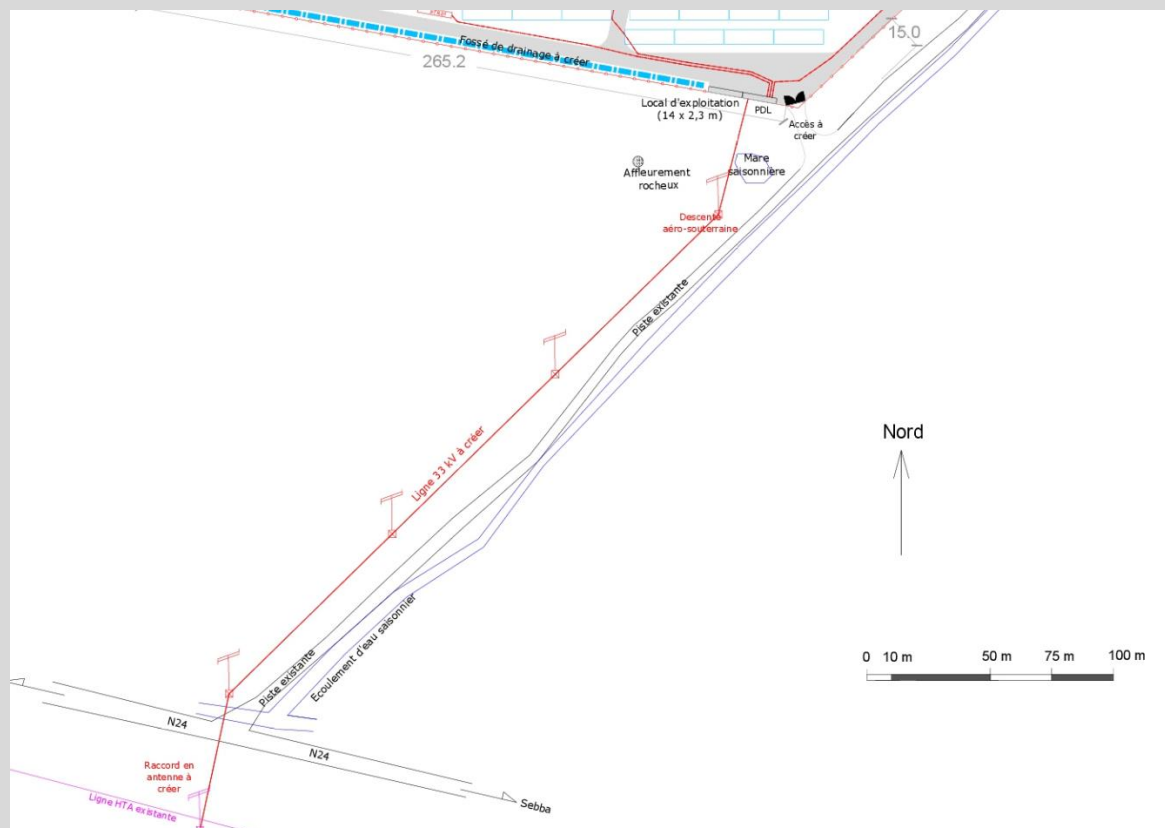 15.0
Fossé de drainage à créer
265.2
Local d'exploitation
(14 x 2,3 m)
PDL
Accès à
créer
Affleurement
rocheux
Mare
saisonnière
Descente
aéro-souterraine
Piste existante
Nord
Ligne 33 kV à créer
Ecoulement d'eau saisonnier
0 10 m 50 m 75 m 100 m
Piste existante
N24
N24
Raccord en
antenne à
créer
Ligne HTA existante
Sebba